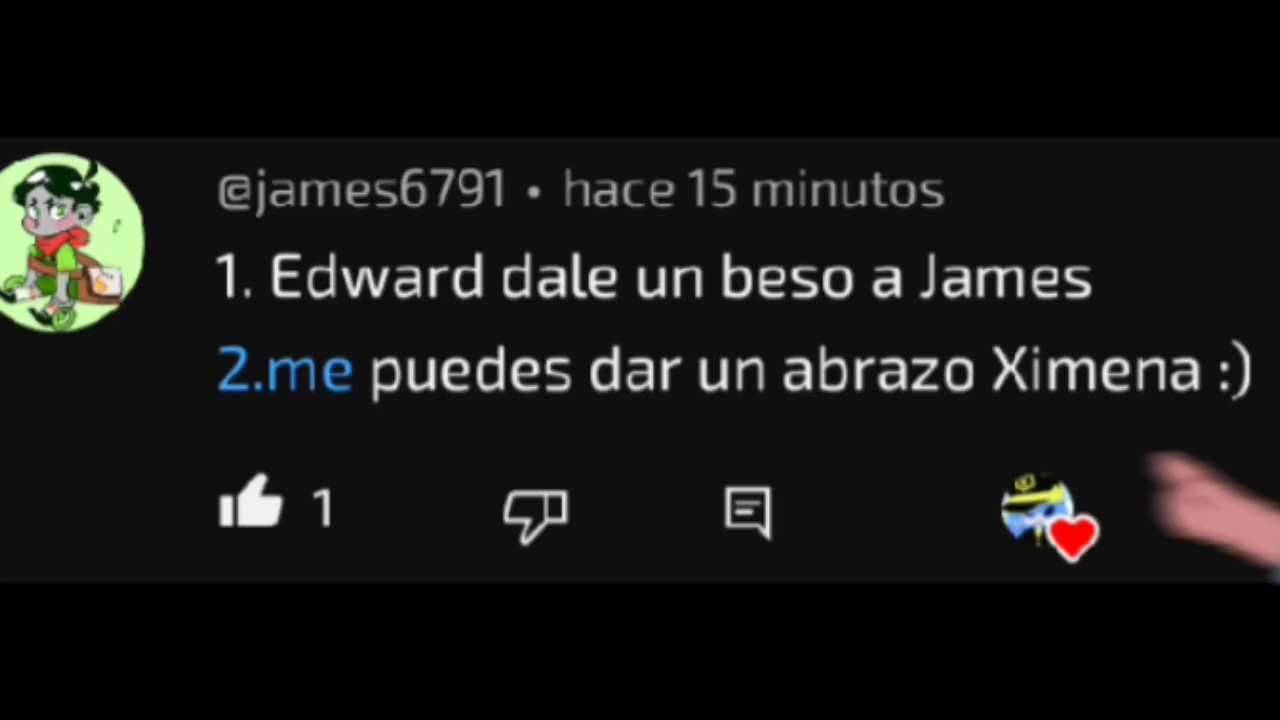 @james6791 • hace 15 minutos
1. Edward dale un beso a James
2.me puedes dar un abrazo Ximena :)
1